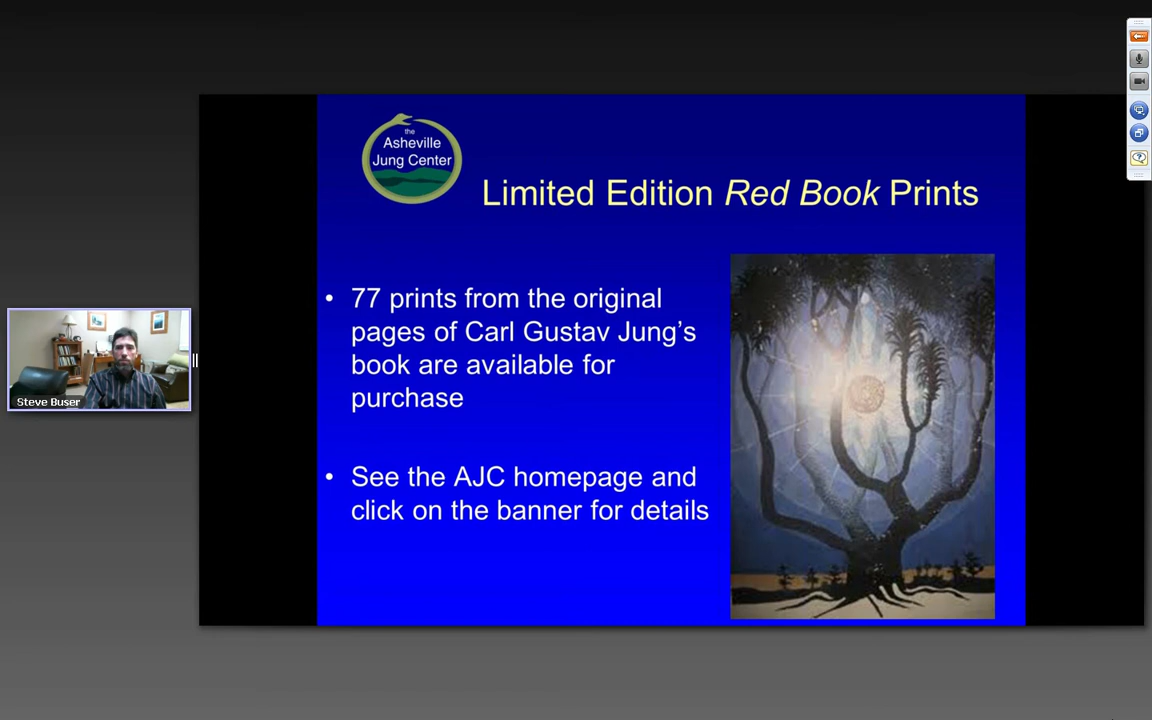 the
Asheville
Jung Center
Limited Edition Red Book Prints
• 77 prints from the original
pages of Carl Gustav Jung’s
book are available for
purchase
• See the AJC homepage and
click on the banner for details
Steve Buser